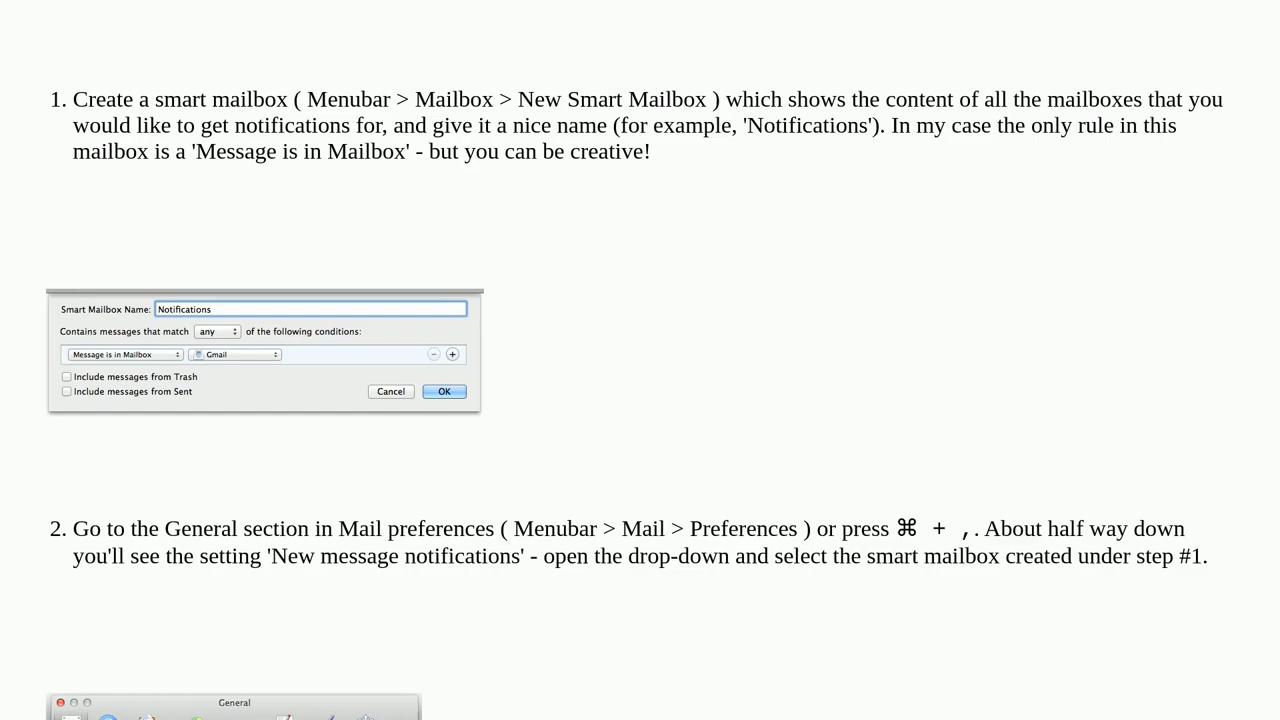 1. Create a smart mailbox ( Menubar > Mailbox > New Smart Mailbox ) which shows the content of all the mailboxes that you
would like to get notifications for, and give it a nice name (for example, 'Notifications'). In my case the only rule in this
mailbox is a 'Message is in Mailbox' - but you can be creative!
Smart Mailbox Name: Notifications
Contains messages that match any of the following conditions:
Message is in Mailbox Gmail
Include messages from Trash
Include messages from Sent
Cancel OK
2. Go to the General section in Mail preferences ( Menubar > Mail > Preferences ) or press ⌘ + ,. About half way down
you'll see the setting 'New message notifications' - open the drop-down and select the smart mailbox created under step #1.
General